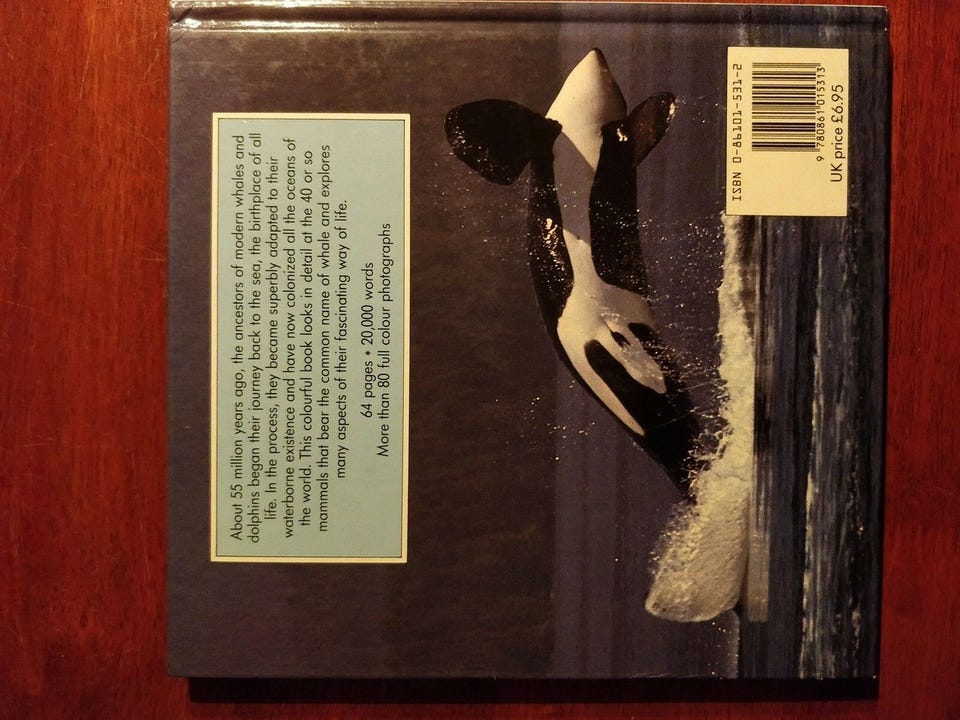 About 55 million years ago, the ancestors of modern whales and
dolphins began their journey back to the sea, the birthplace of all
life. In the process, they became superbly adapted to their
waterborne existence and have now colonized all the oceans of
the world. This colourful book looks in detail at the 40 or so
mammals that bear the common name of whale and explores
many aspects of their fascinating way of life.
64 pages • 20,000 words
More than 80 full colour photographs
ISBN 0-86101-531-2
9 780861 015313
UK price £6.95